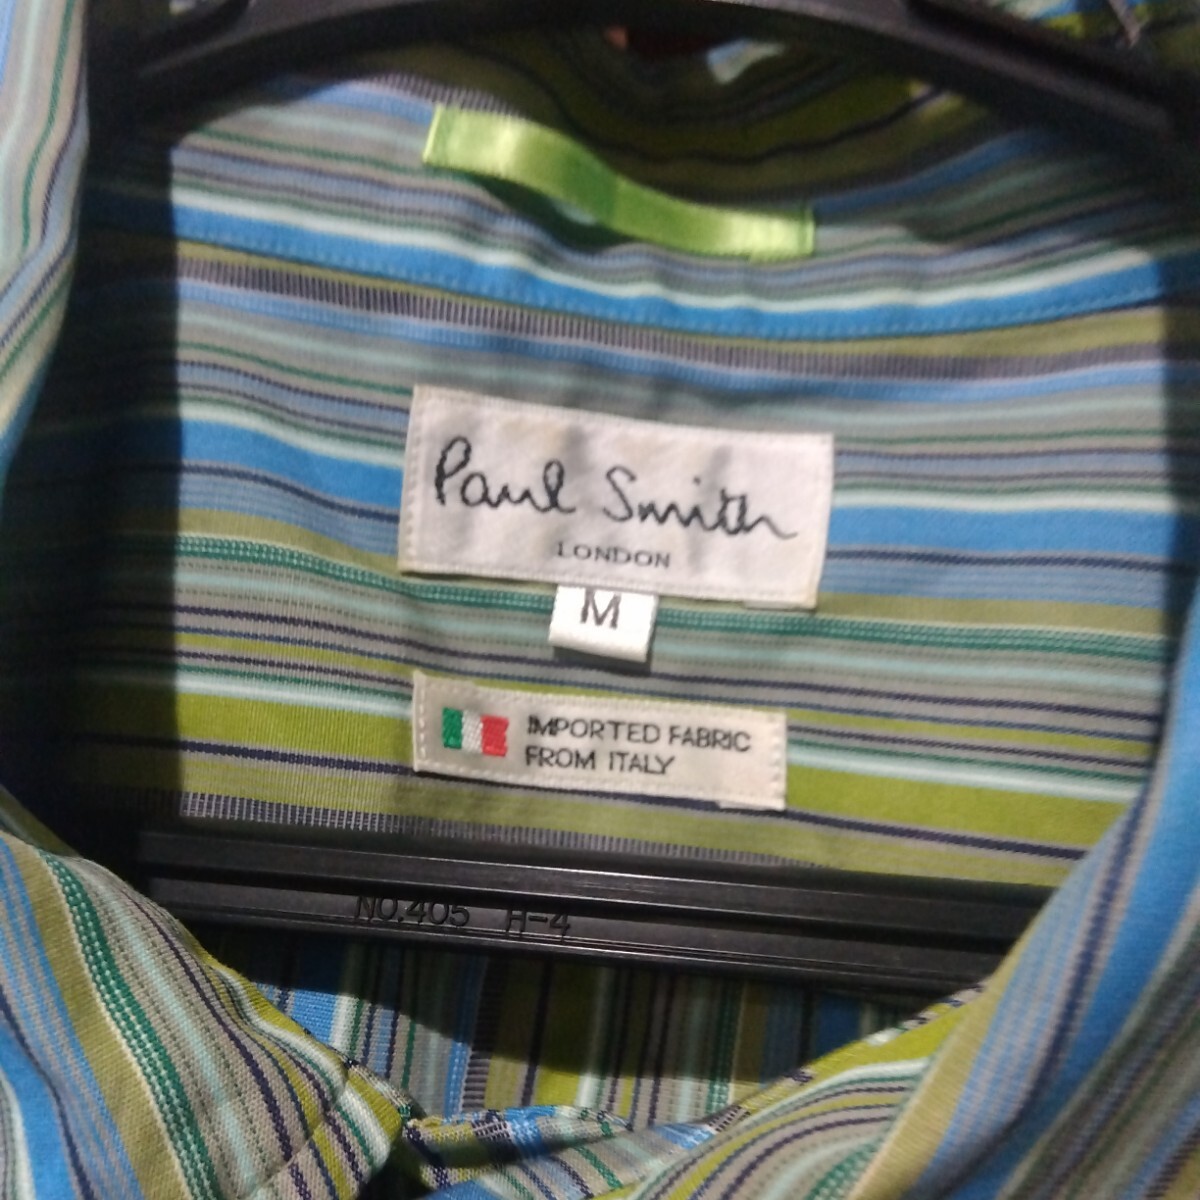 Paul Smith
LONDON
M
IMPORTED FABRIC
FROM ITALY
NO.405 H-4